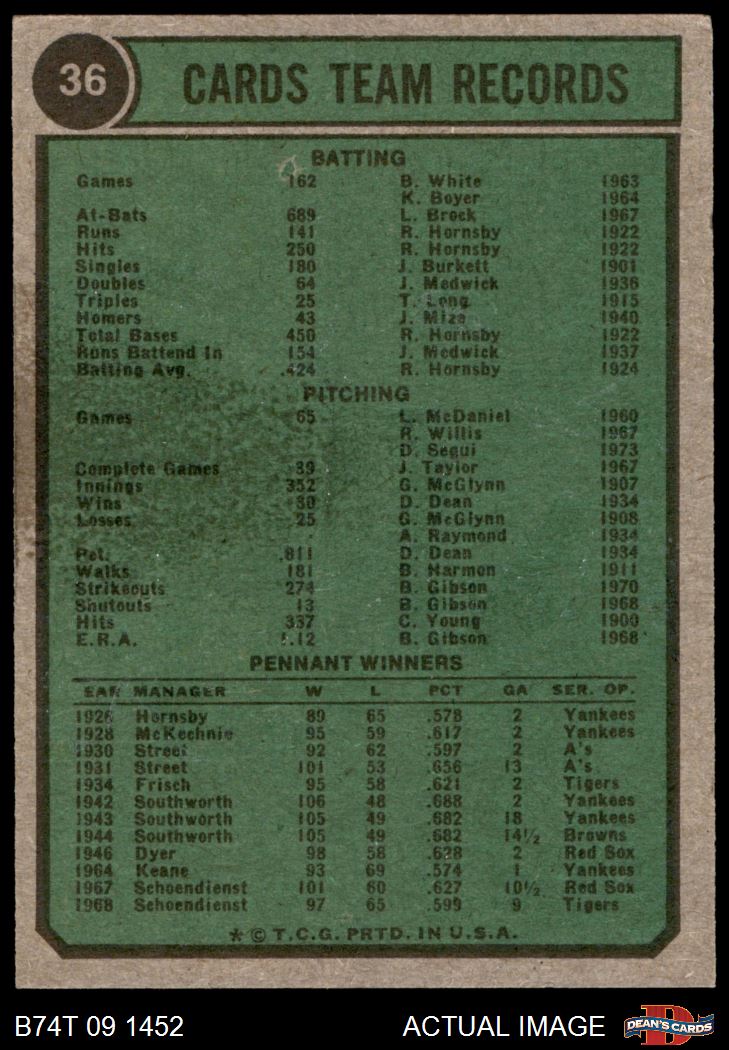 36 CARDS TEAM RECORDS
BATTING
Games 162 B. White 1963
K. Boyer 1964
At-Bats 689 L. Brock 1967
Runs 141 R. Hornsby 1922
Hits 250 R. Hornsby 1922
Singles 180 J. Burkett 1901
Doubles 64 J. Medwick 1936
Triples 25 T. Long 1915
Homers 43 J. Mize 1940
Total Bases 450 R. Hornsby 1922
Runs Battend In 154 J. Medwick 1937
Batting Avg. .424 R. Hornsby 1924
PITCHING
Games 65 L. McDaniel 1960
R. Willis 1967
D. Segui 1973
Complete Games 39 J. Taylor 1967
Innings 352 G. McGlynn 1907
Wins 30 D. Dean 1934
Losses 25 G. McGlynn 1908
A. Raymond 1934
Pct. .811 D. Dean 1934
Walks 181 B. Harmon 1911
Strikeouts 274 B. Gibson 1970
Shutouts 13 B. Gibson 1968
Hits 337 C. Young 1900
E.R.A. 1.12 B. Gibson 1968
PENNANT WINNERS
EAR MANAGER W L PCT GA SER. OP.
1926 Hornsby 89 65 .578 2 Yankees
1928 McKechnie 95 59 .617 2 Yankees
1930 Street 92 62 .597 2 A's
1931 Street 101 53 .656 13 A's
1934 Frisch 95 58 .621 2 Tigers
1942 Southworth 106 48 .688 2 Yankees
1943 Southworth 105 49 .682 18 Yankees
1944 Southworth 105 49 .682 14½ Browns
1946 Dyer 98 58 .628 2 Red Sox
1964 Keane 93 69 .574 1 Yankees
1967 Schoendienst 101 60 .627 10½ Red Sox
1968 Schoendienst 97 65 .599 9 Tigers
* © T.C.G. PRTD. IN U.S.A.
B74T 09 1452 ACTUAL IMAGE D DEAN'S CARDS